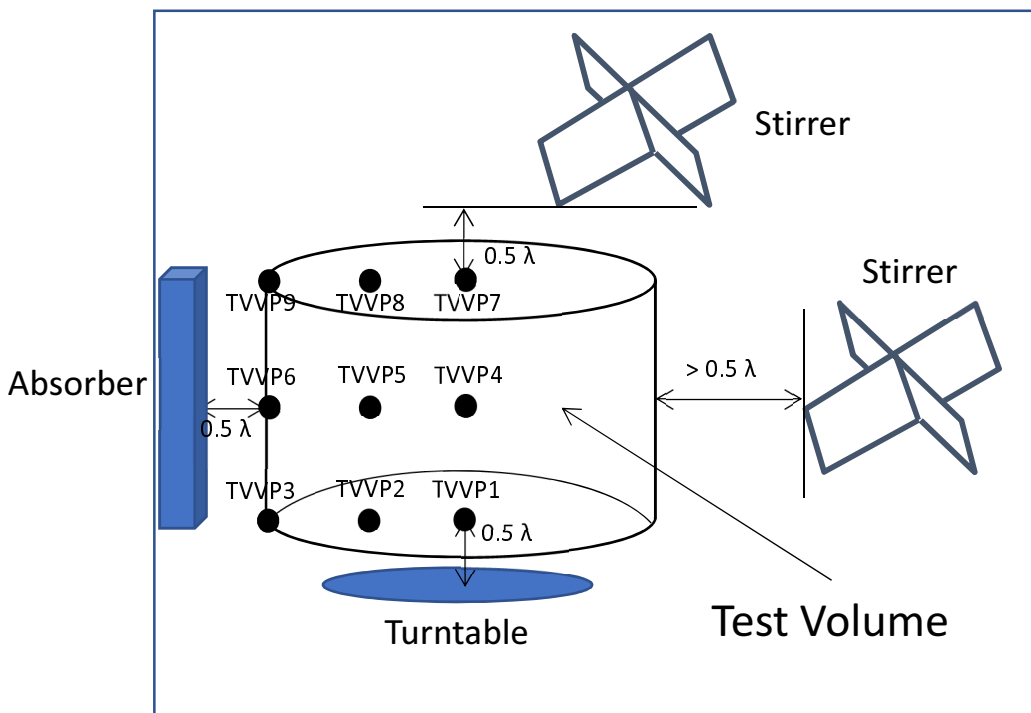 Stirrer
0.5 λ
Stirrer
TVVP9 TVVP8 TVVP7
> 0.5 λ
TVVP6 TVVP5 TVVP4
Absorber
0.5 λ
TVVP3 TVVP2 TVVP1
0.5 λ
Test Volume
Turntable